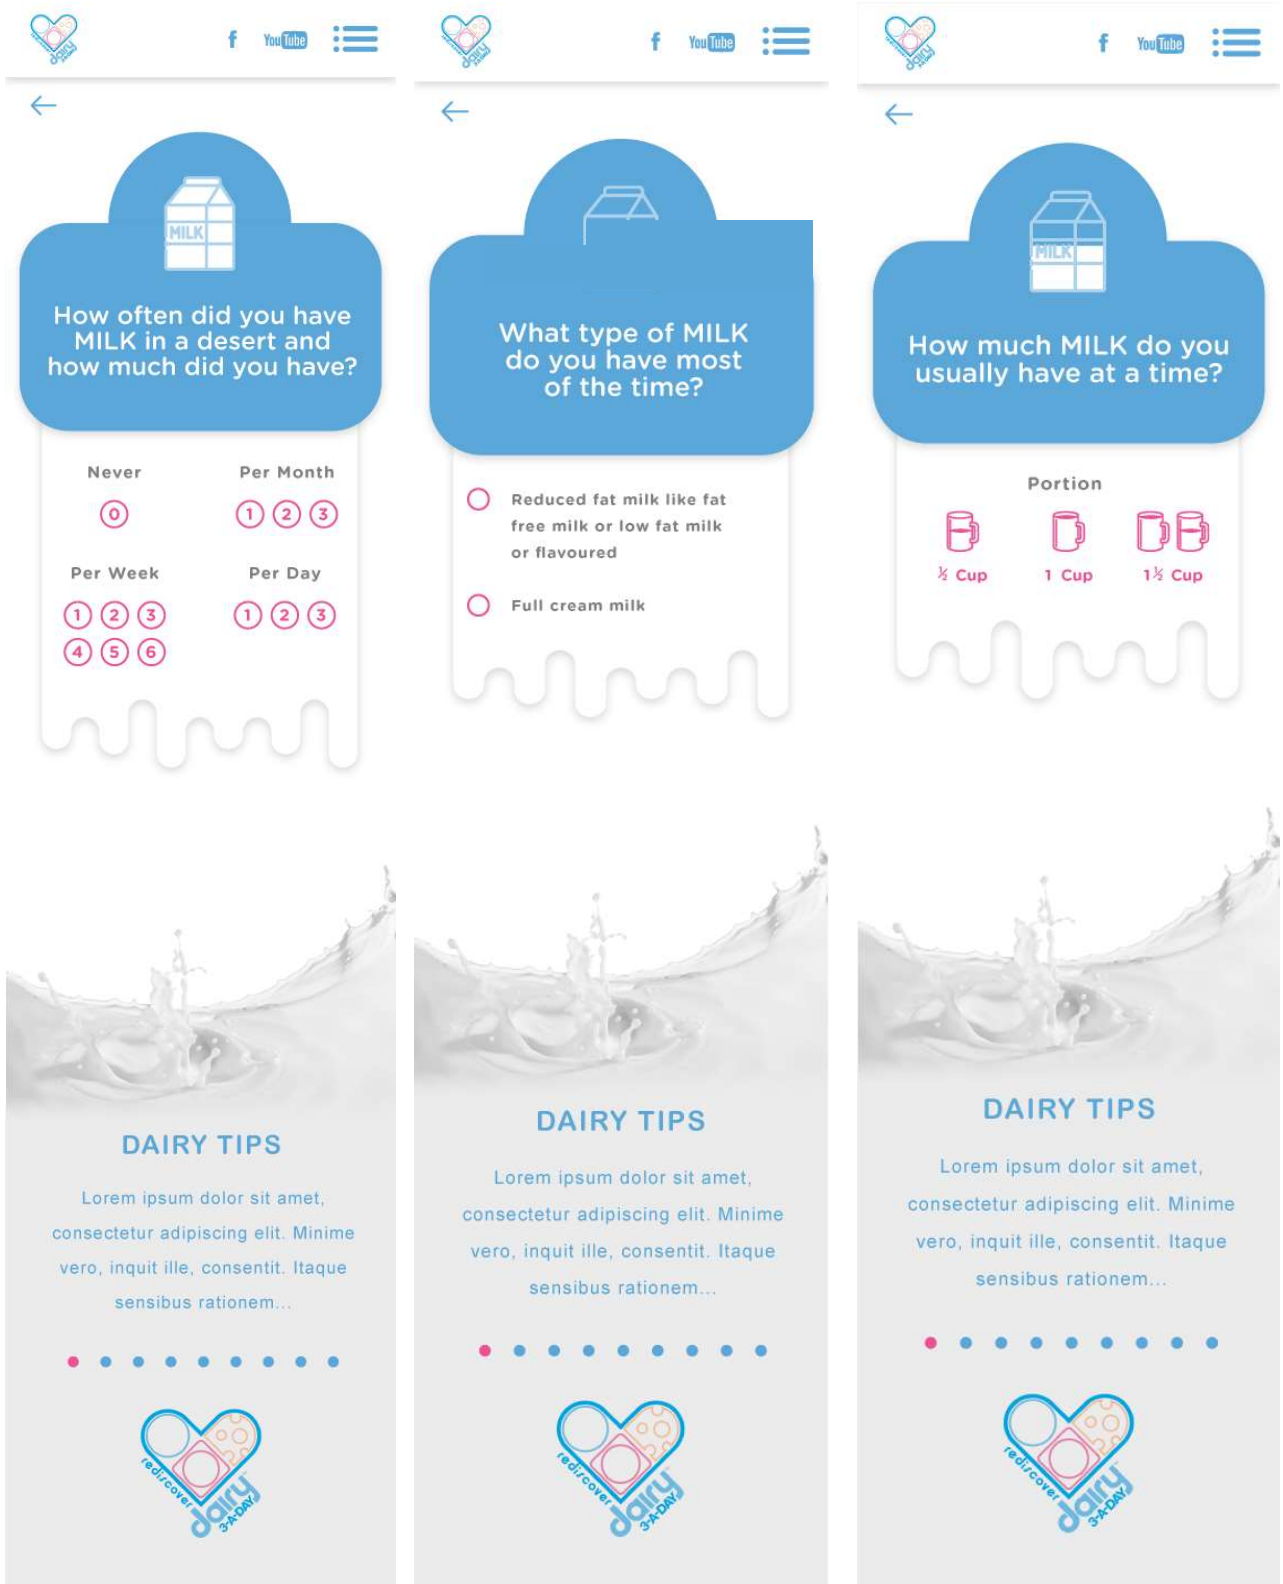 You Tube
MILK
How often did you have
MILK in a desert and
how much did you have?
Never
Per Month
0
1 2 3
Per Week
Per Day
1 2 3
1 2 3
4 5 6
DAIRY TIPS
Lorem ipsum dolor sit amet,
consectetur adipiscing elit. Minime
vero, inquit ille, consentit. Itaque
sensibus rationem...
rediscover
dairy
3-A-DAY
You Tube
What type of MILK
do you have most
of the time?
Reduced fat milk like fat
free milk or low fat milk
or flavoured
Full cream milk
DAIRY TIPS
Lorem ipsum dolor sit amet,
consectetur adipiscing elit. Minime
vero, inquit ille, consentit. Itaque
sensibus rationem...
rediscover
dairy
3-A-DAY
You Tube
MILK
How much MILK do you
usually have at a time?
Portion
½ Cup
1 Cup
1½ Cup
DAIRY TIPS
Lorem ipsum dolor sit amet,
consectetur adipiscing elit. Minime
vero, inquit ille, consentit. Itaque
sensibus rationem...
rediscover
dairy
3-A-DAY